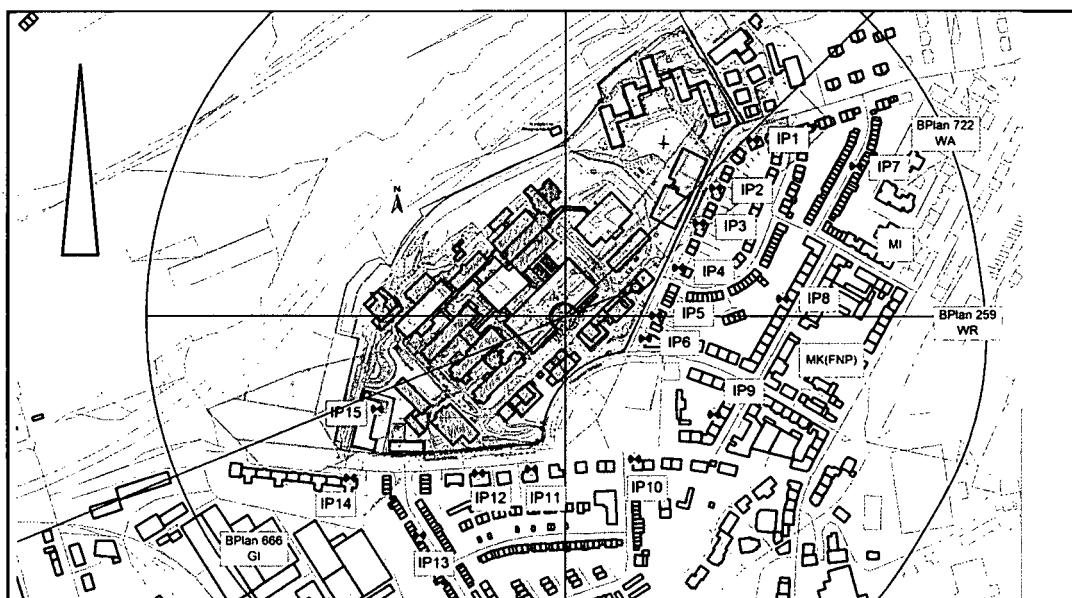 IP1
BPlan 722
WA
IP7
IP2
N
IP3
MI
IP4
IP8
IP5
BPlan 259
WR
IP6
MK(FNP)
IP9
IP15
IP14
IP12
IP11
IP10
BPlan 666
GI
IP13